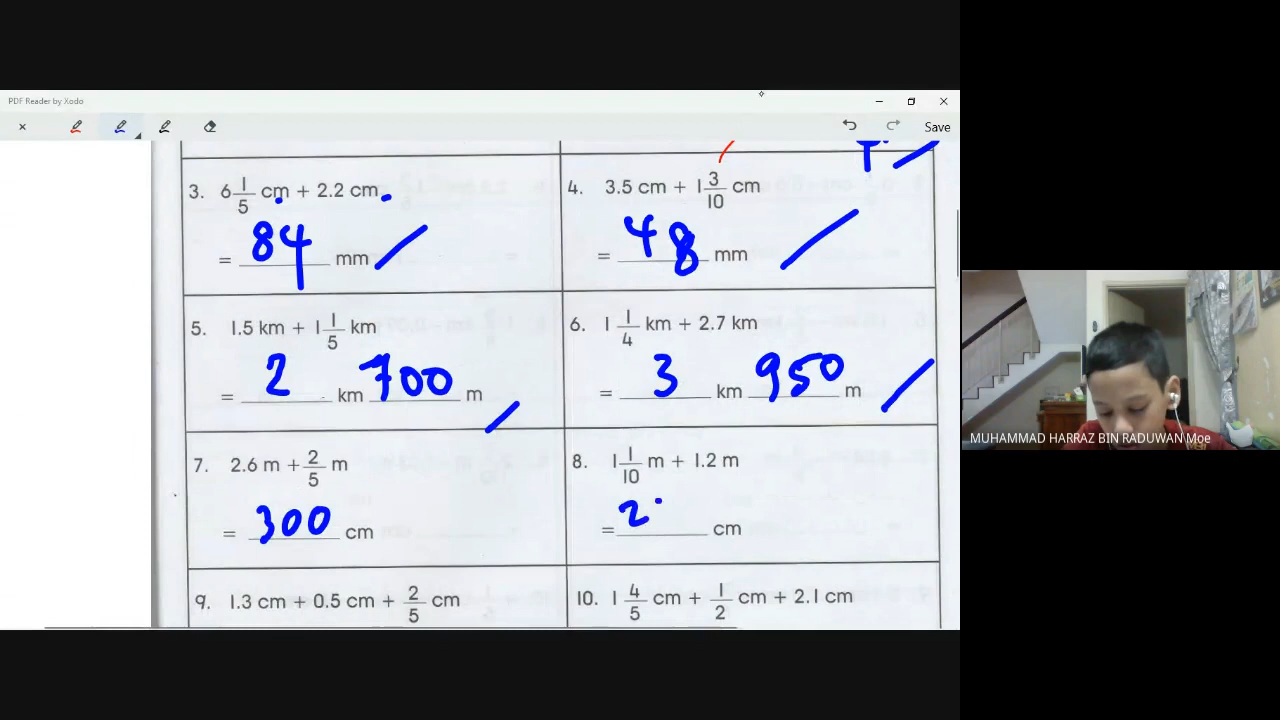 PDF Reader by Xodo
Save
3. 6 1/5 cm + 2.2 cm
= 84 mm
4. 3.5 cm + 1 3/10 cm
= 48 mm
5. 1.5 km + 1 1/5 km
= 2 km 700 m
6. 1 1/4 km + 2.7 km
= 3 km 950 m
7. 2.6 m + 2/5 m
= 300 cm
8. 1 1/10 m + 1.2 m
= 2 cm
9. 1.3 cm + 0.5 cm + 2/5 cm
10. 1 4/5 cm + 1/2 cm + 2.1 cm
MUHAMMAD HARRAZ BIN RADUWAN Moe